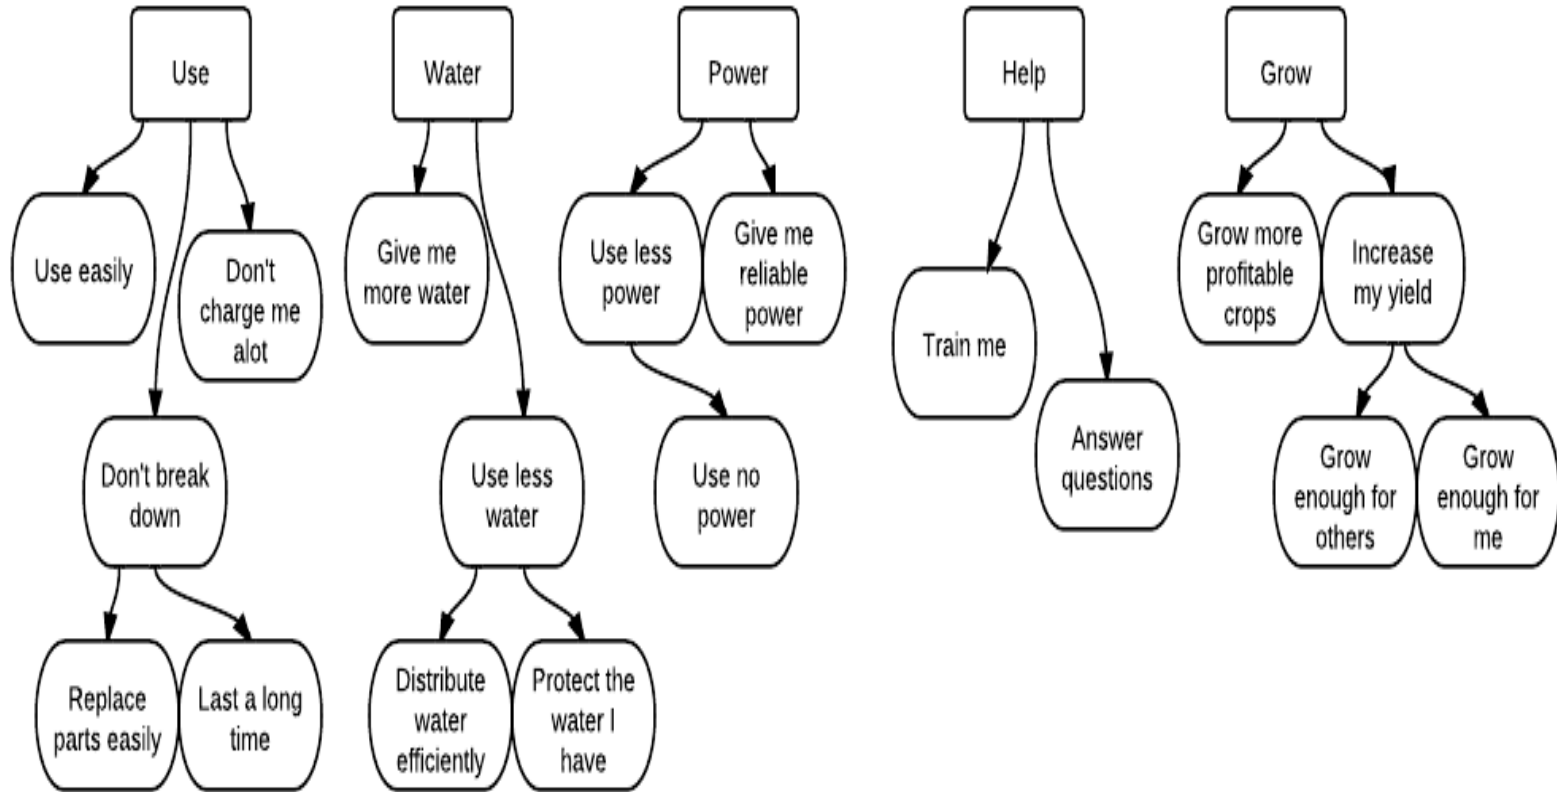 Use
Water
Power
Help
Grow
Use easily
Don't
charge me
alot
Give me
more water
Use less
power
Give me
reliable
power
Train me
Grow more
profitable
crops
Increase
my yield
Don't break
down
Use less
water
Use no
power
Answer
questions
Grow
enough for
others
Grow
enough for
me
Replace
parts easily
Last a long
time
Distribute
water
efficiently
Protect the
water I
have